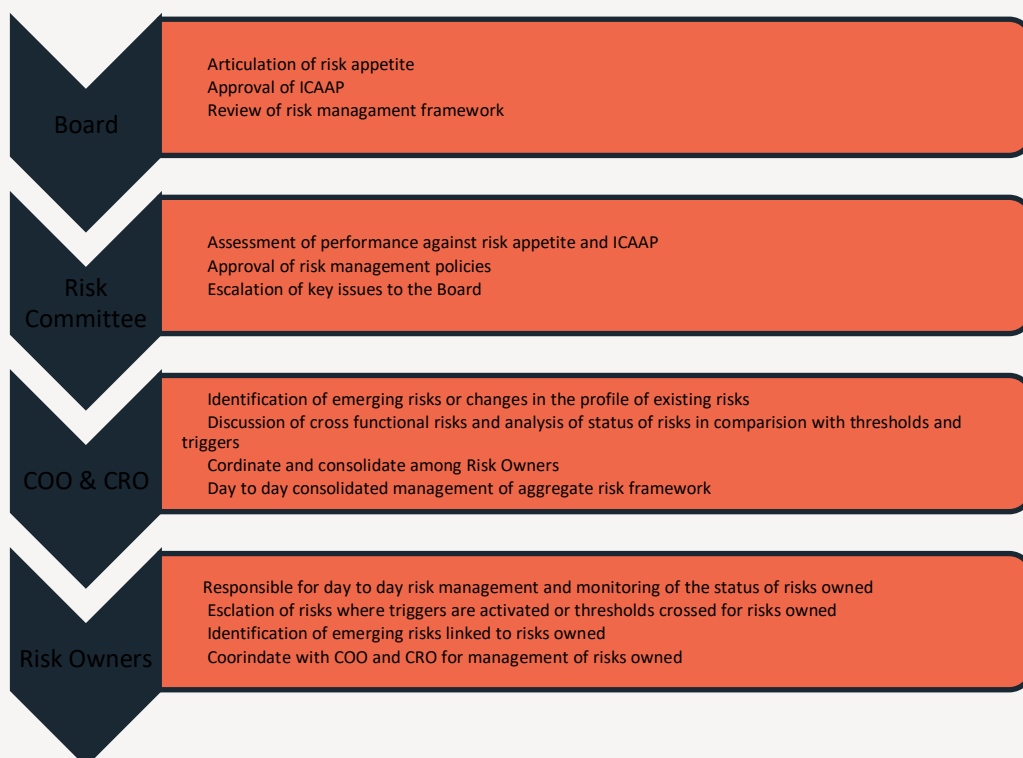 Board
Articulation of risk appetite
Approval of ICAAP
Review of risk managament framework
Risk
Committee
Assessment of performance against risk appetite and ICAAP
Approval of risk management policies
Escalation of key issues to the Board
COO & CRO
Identification of emerging risks or changes in the profile of existing risks
Discussion of cross functional risks and analysis of status of risks in comparision with thresholds and
triggers
Cordinate and consolidate among Risk Owners
Day to day consolidated management of aggregate risk framework
Risk Owners
Responsible for day to day risk management and monitoring of the status of risks owned
Esclation of risks where triggers are activated or thresholds crossed for risks owned
Identification of emerging risks linked to risks owned
Coorindate with COO and CRO for management of risks owned